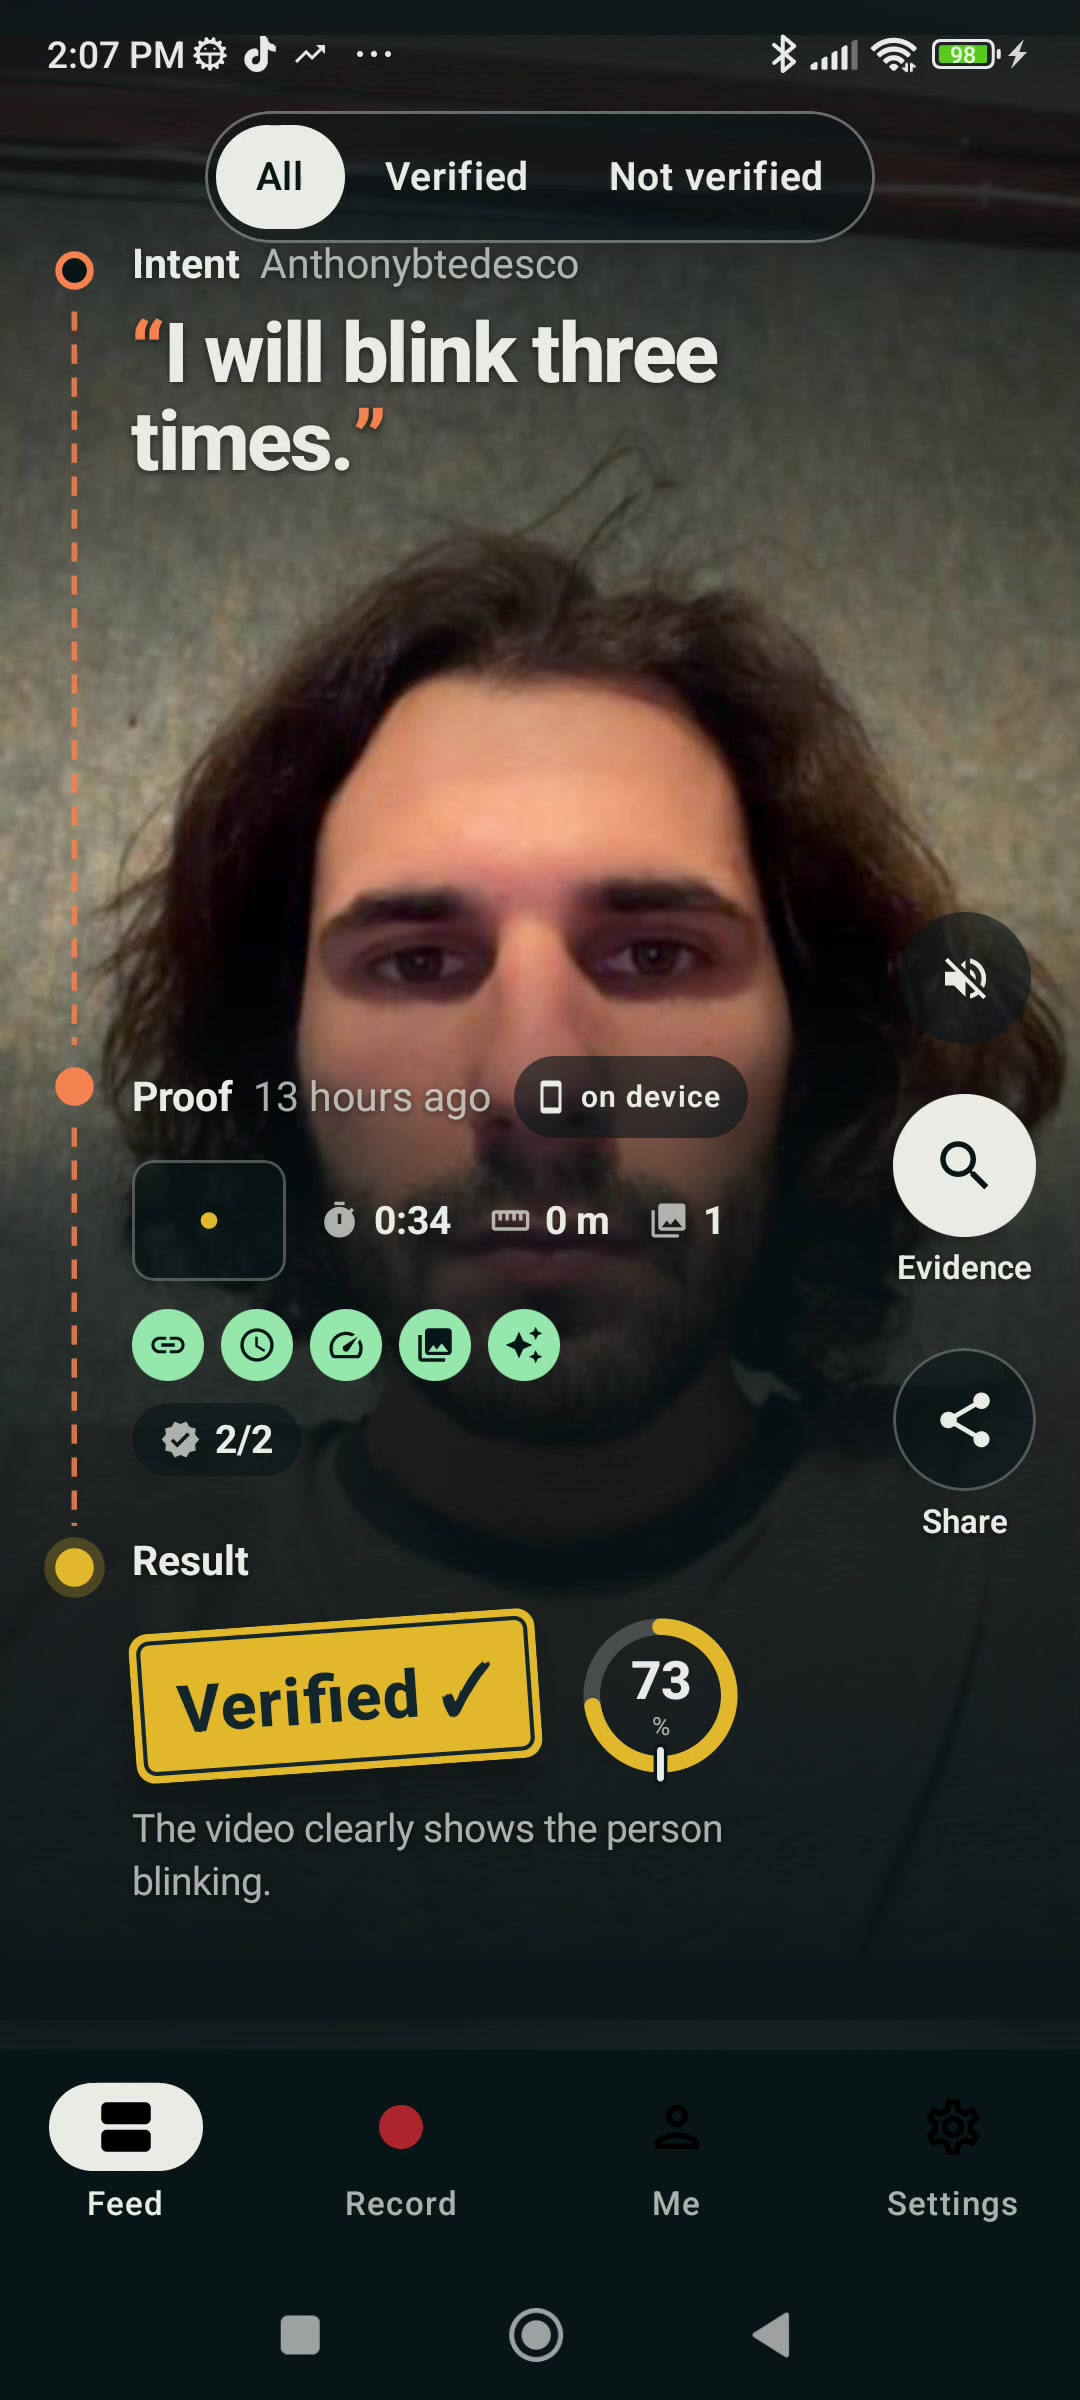 2:07 PM
98
All Verified Not verified
Intent Anthonybtedesco
“I will blink three
times.”
Proof 13 hours ago on device
0:34 0 m 1
Evidence
2/2
Share
Result
Verified ✓
73
%
The video clearly shows the person
blinking.
Feed Record Me Settings